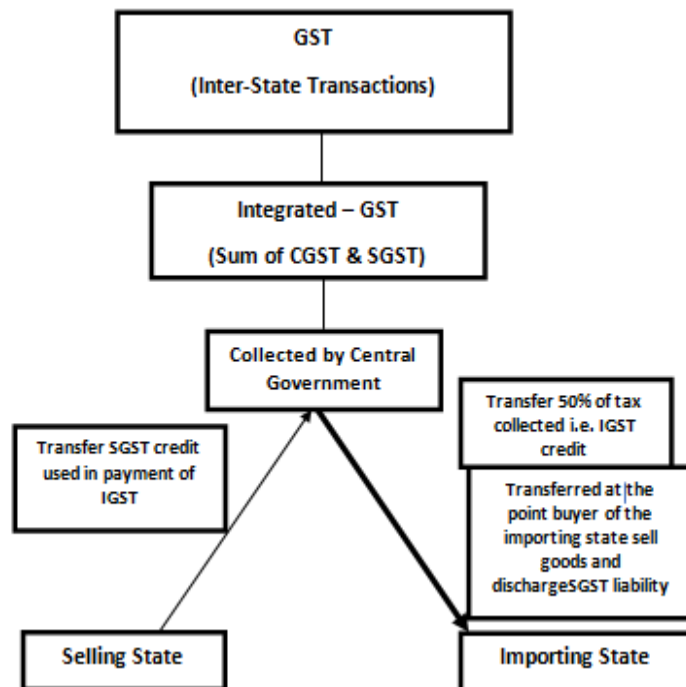 GST
(Inter-State Transactions)
Integrated – GST
(Sum of CGST & SGST)
Collected by Central
Government
Transfer 50% of tax
collected i.e. IGST
credit
Transfer SGST credit
used in payment of
IGST
Transferred at the
point buyer of the
importing state sell
goods and
dischargeSGST liability
Selling State
Importing State